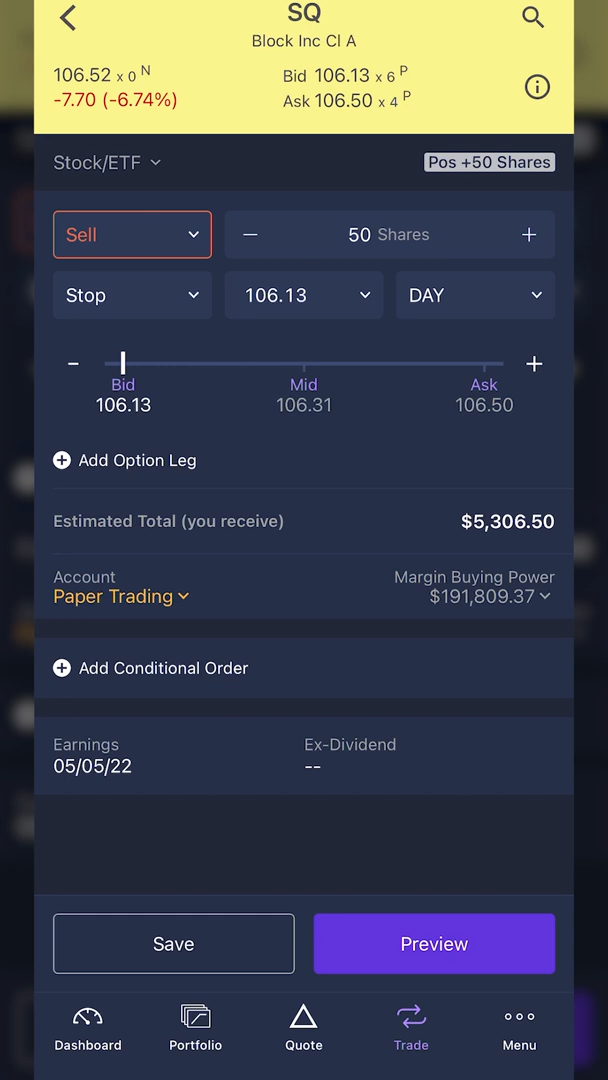 SQ
Block Inc Cl A
106.52 x 0 N
Bid 106.13 x 6 P
-7.70 (-6.74%)
Ask 106.50 x 4 P
Stock/ETF
Pos +50 Shares
Sell
50 Shares
Stop
106.13
DAY
Bid
Mid
Ask
106.13
106.31
106.50
Add Option Leg
Estimated Total (you receive)
$5,306.50
Account
Margin Buying Power
Paper Trading
$191,809.37
Add Conditional Order
Earnings
Ex-Dividend
05/05/22
--
Save
Preview
Dashboard
Portfolio
Quote
Trade
Menu